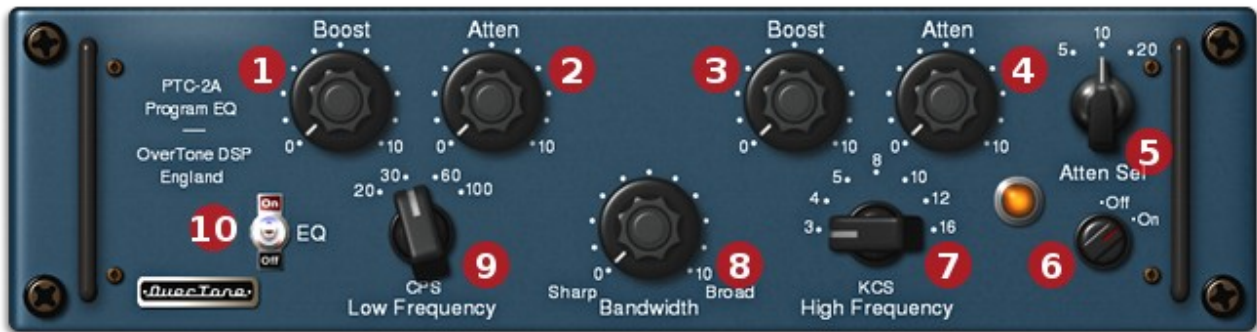 Boost
Atten
Boost
Atten
10
5
20
1
2
3
4
5
PTC-2A
Program EQ
OverTone DSP
England
0
10
0
10
0
10
0
10
Atten Sel
20
30
60
100
3
4
5
8
10
12
16
Off
On
On
10
EQ
Off
6
7
8
9
0
10
Sharp
Broad
Bandwidth
CPS
Low Frequency
KCS
High Frequency
OverTone